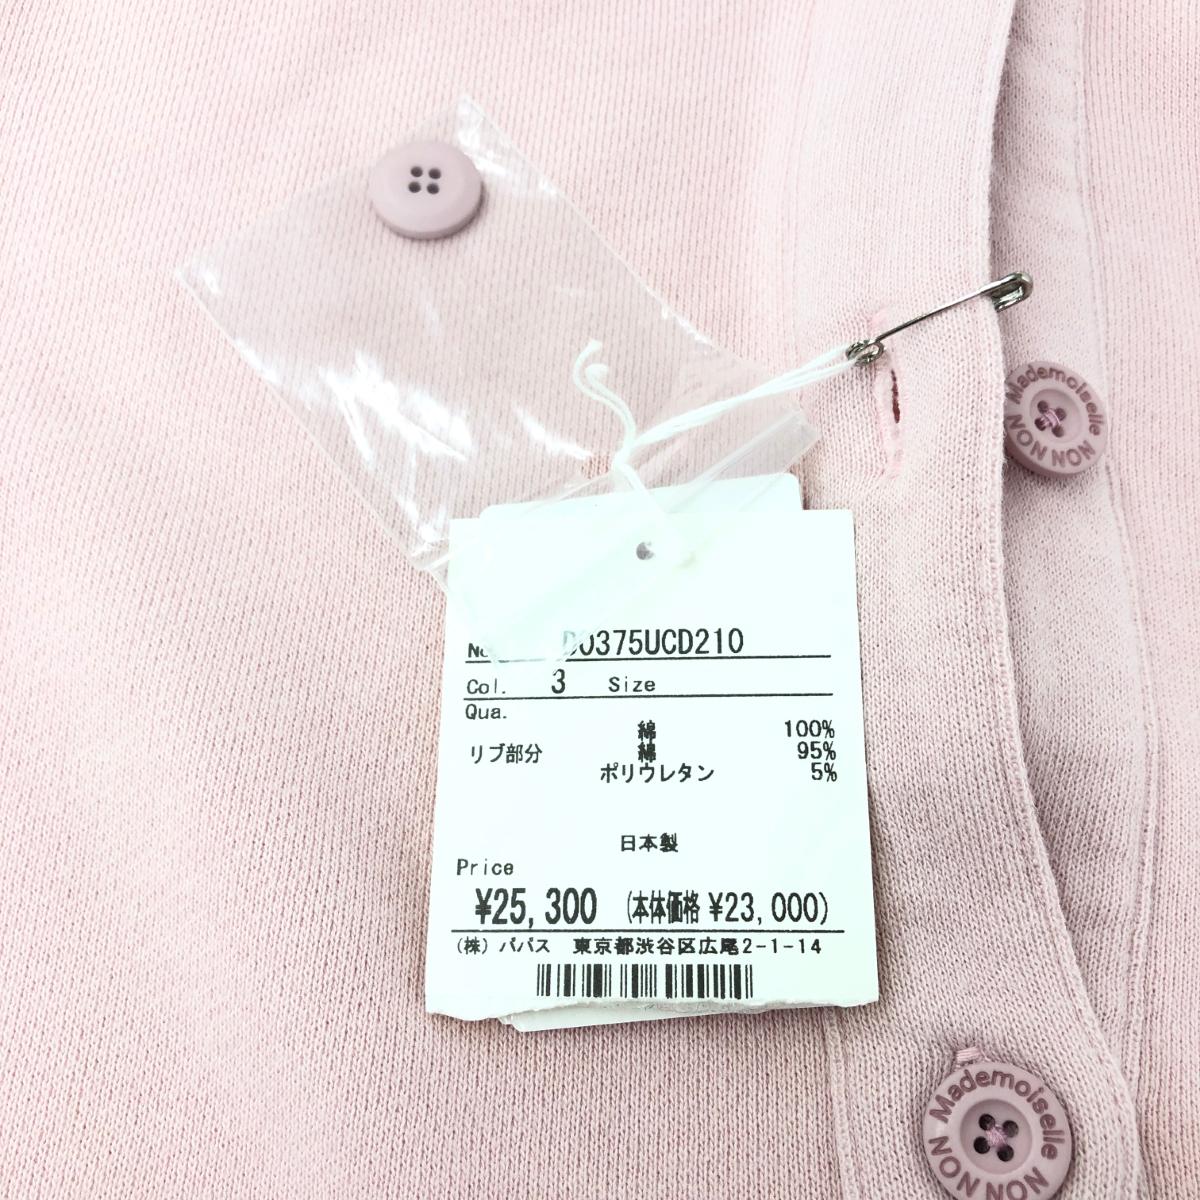 No. D0375UCD210
Col. 3 Size
Qua.
綿 100%
リブ部分 綿 95%
ポリウレタン 5%
日本製
Price
¥25,300 (本体価格 ¥23,000)
(株) パパス 東京都渋谷区広尾2-1-14
Mademoiselle
NON NON
Mademoiselle
NON NON